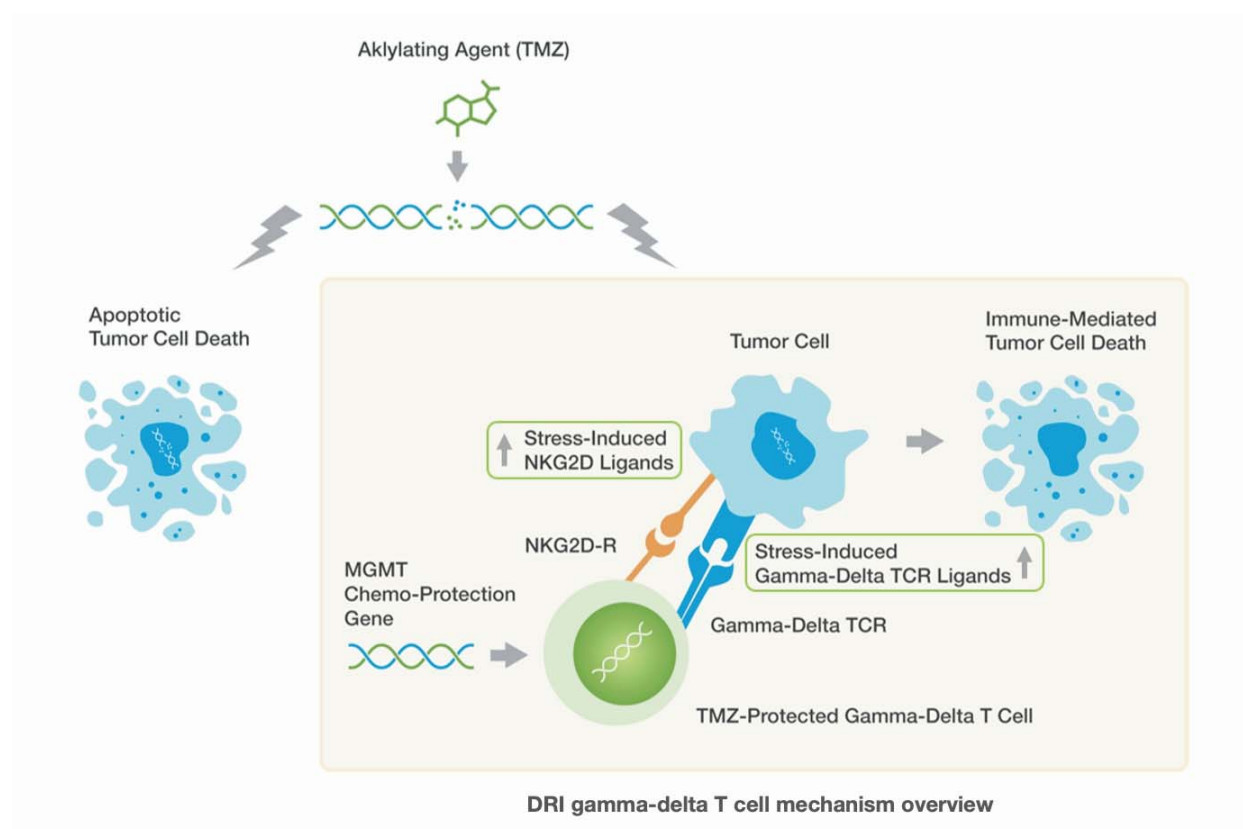 Aklylating Agent (TMZ)
Apoptotic
Tumor Cell Death
Tumor Cell
Immune-Mediated
Tumor Cell Death
Stress-Induced
NKG2D Ligands
NKG2D-R
Stress-Induced
Gamma-Delta TCR Ligands
MGMT
Chemo-Protection
Gene
Gamma-Delta TCR
TMZ-Protected Gamma-Delta T Cell
DRI gamma-delta T cell mechanism overview